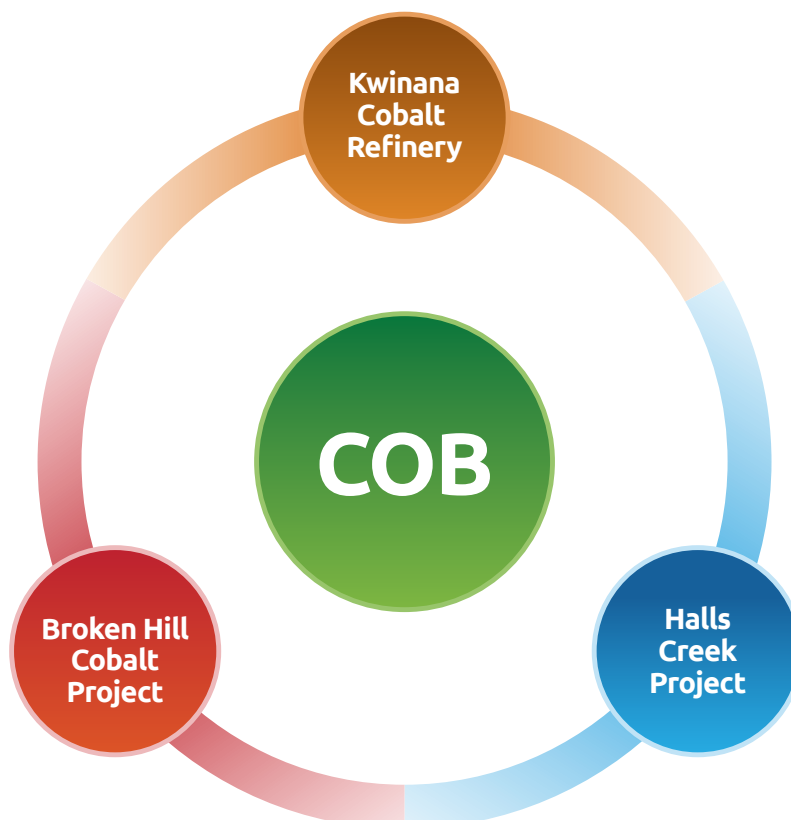 Kwinana
Cobalt
Refinery
COB
Broken Hill
Cobalt
Project
Halls
Creek
Project